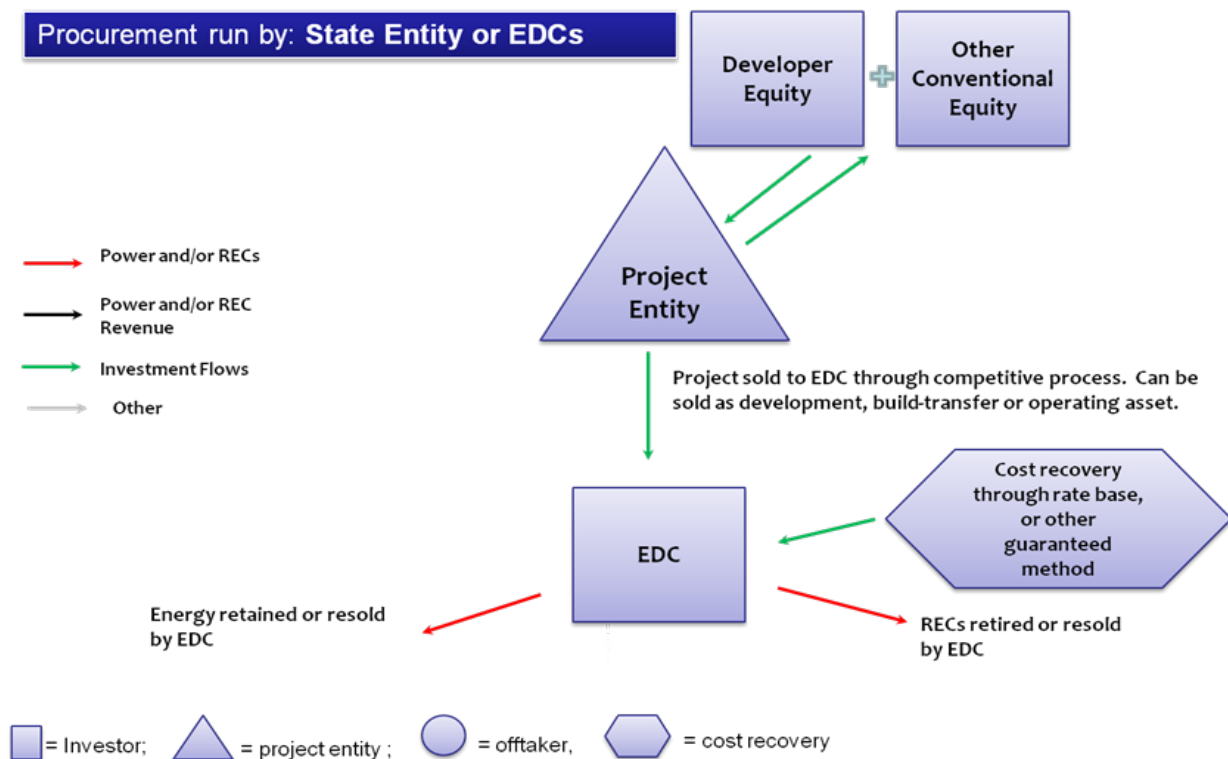 Procurement run by: State Entity or EDCs
Developer
Equity
Other
Conventional
Equity
Project
Entity
Power and/or RECs
Power and/or REC
Revenue
Investment Flows
Other
Project sold to EDC through competitive process.  Can be
sold as development, build-transfer or operating asset.
Cost recovery
through rate base,
or other
guaranteed
method
EDC
Energy retained or resold
by EDC
RECs retired or resold
by EDC
= Investor;
= project entity ;
= offtaker,
= cost recovery